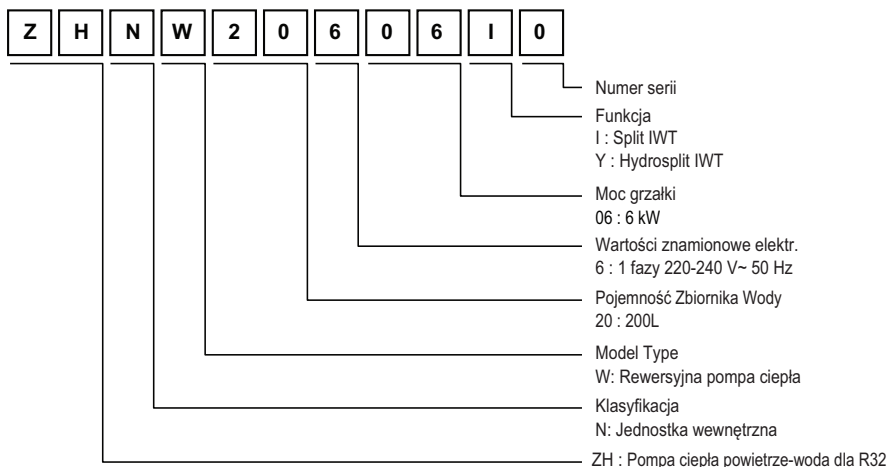 Z H N W 2 0 6 0 6 I 0
Numer serii
Funkcja
I : Split IWT
Y : Hydrosplit IWT
Moc grzałki
06 : 6 kW
Wartości znamionowe elektr.
6 : 1 fazy 220-240 V~ 50 Hz
Pojemność Zbiornika Wody
20 : 200L
Model Type
W: Rewersyjna pompa ciepła
Klasyfikacja
N: Jednostka wewnętrzna
ZH : Pompa ciepła powietrze-woda dla R32